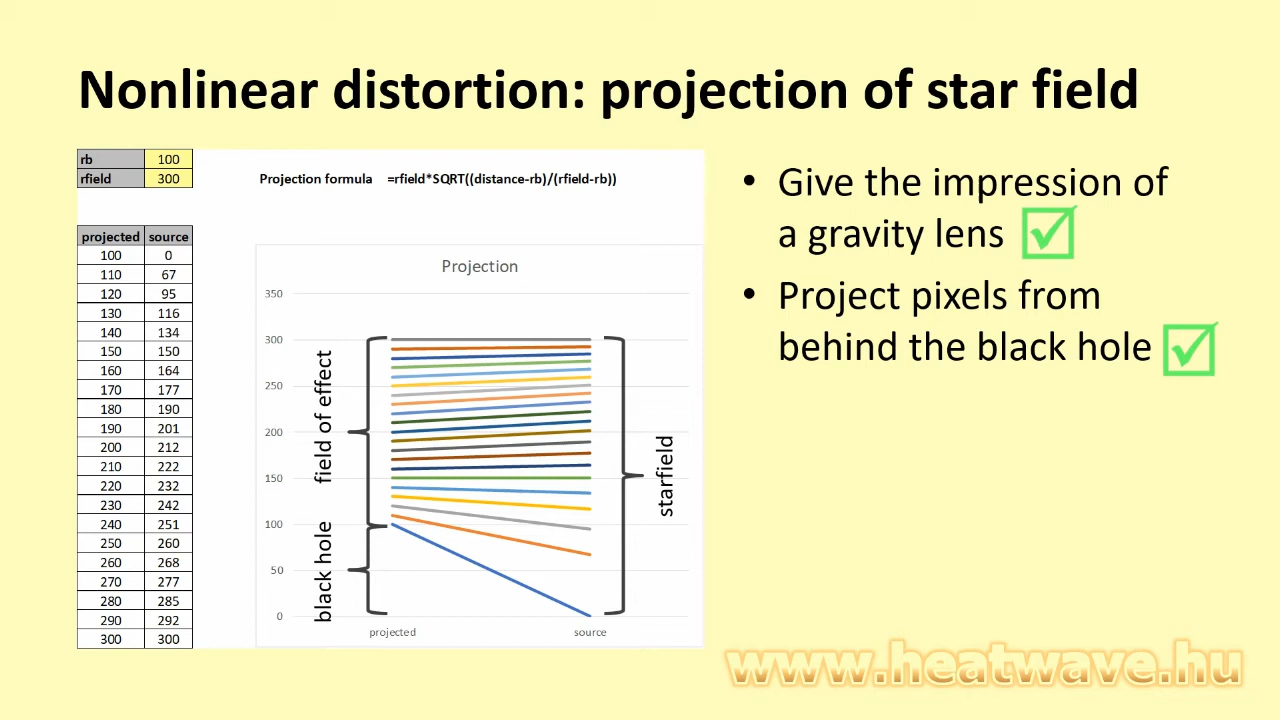 Nonlinear distortion: projection of star field
rb 100
rfield 300
Projection formula =rfield*SQRT((distance-rb)/(rfield-rb))
projected source
100 0
110 67
120 95
130 116
140 134
150 150
160 164
170 177
180 190
190 201
200 212
210 222
220 232
230 242
240 251
250 260
260 268
270 277
280 285
290 292
300 300
Projection
350
300
250
200
150
100
50
0
field of effect
black hole
starfield
projected source
• Give the impression of
a gravity lens
• Project pixels from
behind the black hole
www.heatwave.hu